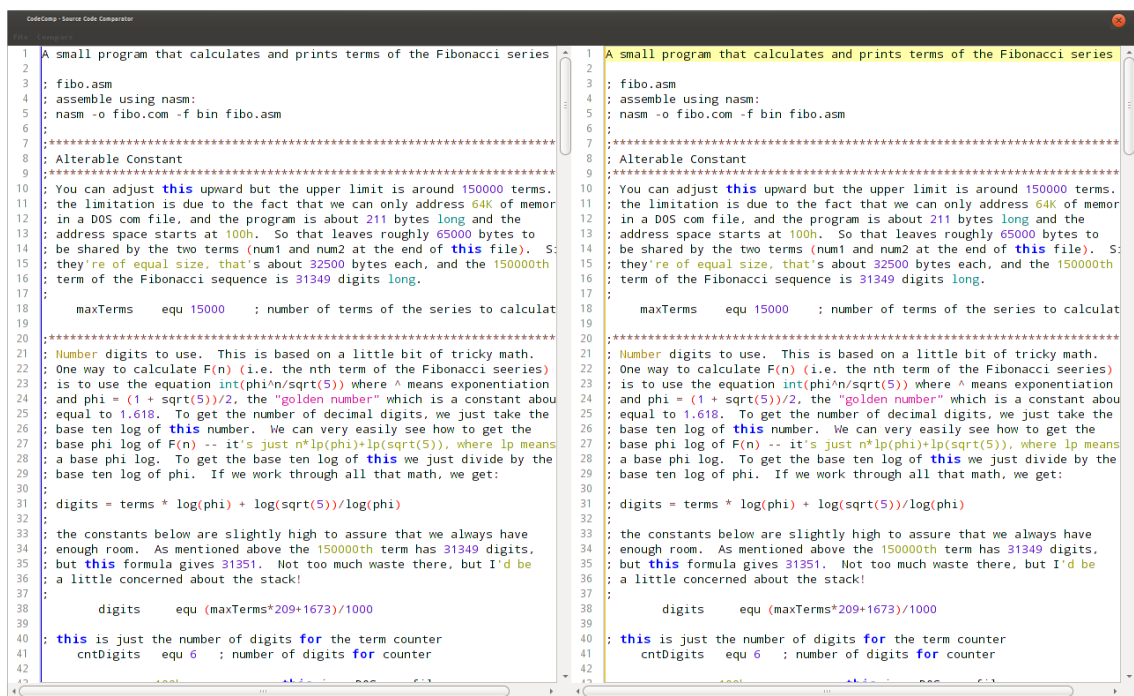 CodeComp - Source Code Comparator
File Compare
1 A small program that calculates and prints terms of the Fibonacci series
2
3 ; fibo.asm
4 ; assemble using nasm:
5 ; nasm -o fibo.com -f bin fibo.asm
6 ;
7 ;************************************************************************
8 ; Alterable Constant
9 ;************************************************************************
10 ; You can adjust this upward but the upper limit is around 150000 terms.
11 ; the limitation is due to the fact that we can only address 64K of memor
12 ; in a DOS com file, and the program is about 211 bytes long and the
13 ; address space starts at 100h.  So that leaves roughly 65000 bytes to
14 ; be shared by the two terms (num1 and num2 at the end of this file).  Si
15 ; they're of equal size, that's about 32500 bytes each, and the 150000th
16 ; term of the Fibonacci sequence is 31349 digits long.
17 ;
18      maxTerms    equ 15000    ; number of terms of the series to calculat
19
20 ;************************************************************************
21 ; Number digits to use.  This is based on a little bit of tricky math.
22 ; One way to calculate F(n) (i.e. the nth term of the Fibonacci seeries)
23 ; is to use the equation int(phi^n/sqrt(5)) where ^ means exponentiation
24 ; and phi = (1 + sqrt(5))/2, the "golden number" which is a constant abou
25 ; equal to 1.618.  To get the number of decimal digits, we just take the
26 ; base ten log of this number.  We can very easily see how to get the
27 ; base phi log of F(n) -- it's just n*lp(phi)+lp(sqrt(5)), where lp means
28 ; a base phi log.  To get the base ten log of this we just divide by the
29 ; base ten log of phi.  If we work through all that math, we get:
30 ;
31 ; digits = terms * log(phi) + log(sqrt(5))/log(phi)
32 ;
33 ; the constants below are slightly high to assure that we always have
34 ; enough room.  As mentioned above the 150000th term has 31349 digits,
35 ; but this formula gives 31351.  Not too much waste there, but I'd be
36 ; a little concerned about the stack!
37 ;
38         digits     equ (maxTerms*209+1673)/1000
39
40 ; this is just the number of digits for the term counter
41      cntDigits   equ 6   ; number of digits for counter
42
1 A small program that calculates and prints terms of the Fibonacci series
2
3 ; fibo.asm
4 ; assemble using nasm:
5 ; nasm -o fibo.com -f bin fibo.asm
6 ;
7 ;************************************************************************
8 ; Alterable Constant
9 ;************************************************************************
10 ; You can adjust this upward but the upper limit is around 150000 terms.
11 ; the limitation is due to the fact that we can only address 64K of memor
12 ; in a DOS com file, and the program is about 211 bytes long and the
13 ; address space starts at 100h.  So that leaves roughly 65000 bytes to
14 ; be shared by the two terms (num1 and num2 at the end of this file).  Si
15 ; they're of equal size, that's about 32500 bytes each, and the 150000th
16 ; term of the Fibonacci sequence is 31349 digits long.
17 ;
18      maxTerms    equ 15000    ; number of terms of the series to calculat
19
20 ;************************************************************************
21 ; Number digits to use.  This is based on a little bit of tricky math.
22 ; One way to calculate F(n) (i.e. the nth term of the Fibonacci seeries)
23 ; is to use the equation int(phi^n/sqrt(5)) where ^ means exponentiation
24 ; and phi = (1 + sqrt(5))/2, the "golden number" which is a constant abou
25 ; equal to 1.618.  To get the number of decimal digits, we just take the
26 ; base ten log of this number.  We can very easily see how to get the
27 ; base phi log of F(n) -- it's just n*lp(phi)+lp(sqrt(5)), where lp means
28 ; a base phi log.  To get the base ten log of this we just divide by the
29 ; base ten log of phi.  If we work through all that math, we get:
30 ;
31 ; digits = terms * log(phi) + log(sqrt(5))/log(phi)
32 ;
33 ; the constants below are slightly high to assure that we always have
34 ; enough room.  As mentioned above the 150000th term has 31349 digits,
35 ; but this formula gives 31351.  Not too much waste there, but I'd be
36 ; a little concerned about the stack!
37 ;
38         digits     equ (maxTerms*209+1673)/1000
39
40 ; this is just the number of digits for the term counter
41      cntDigits   equ 6   ; number of digits for counter
42